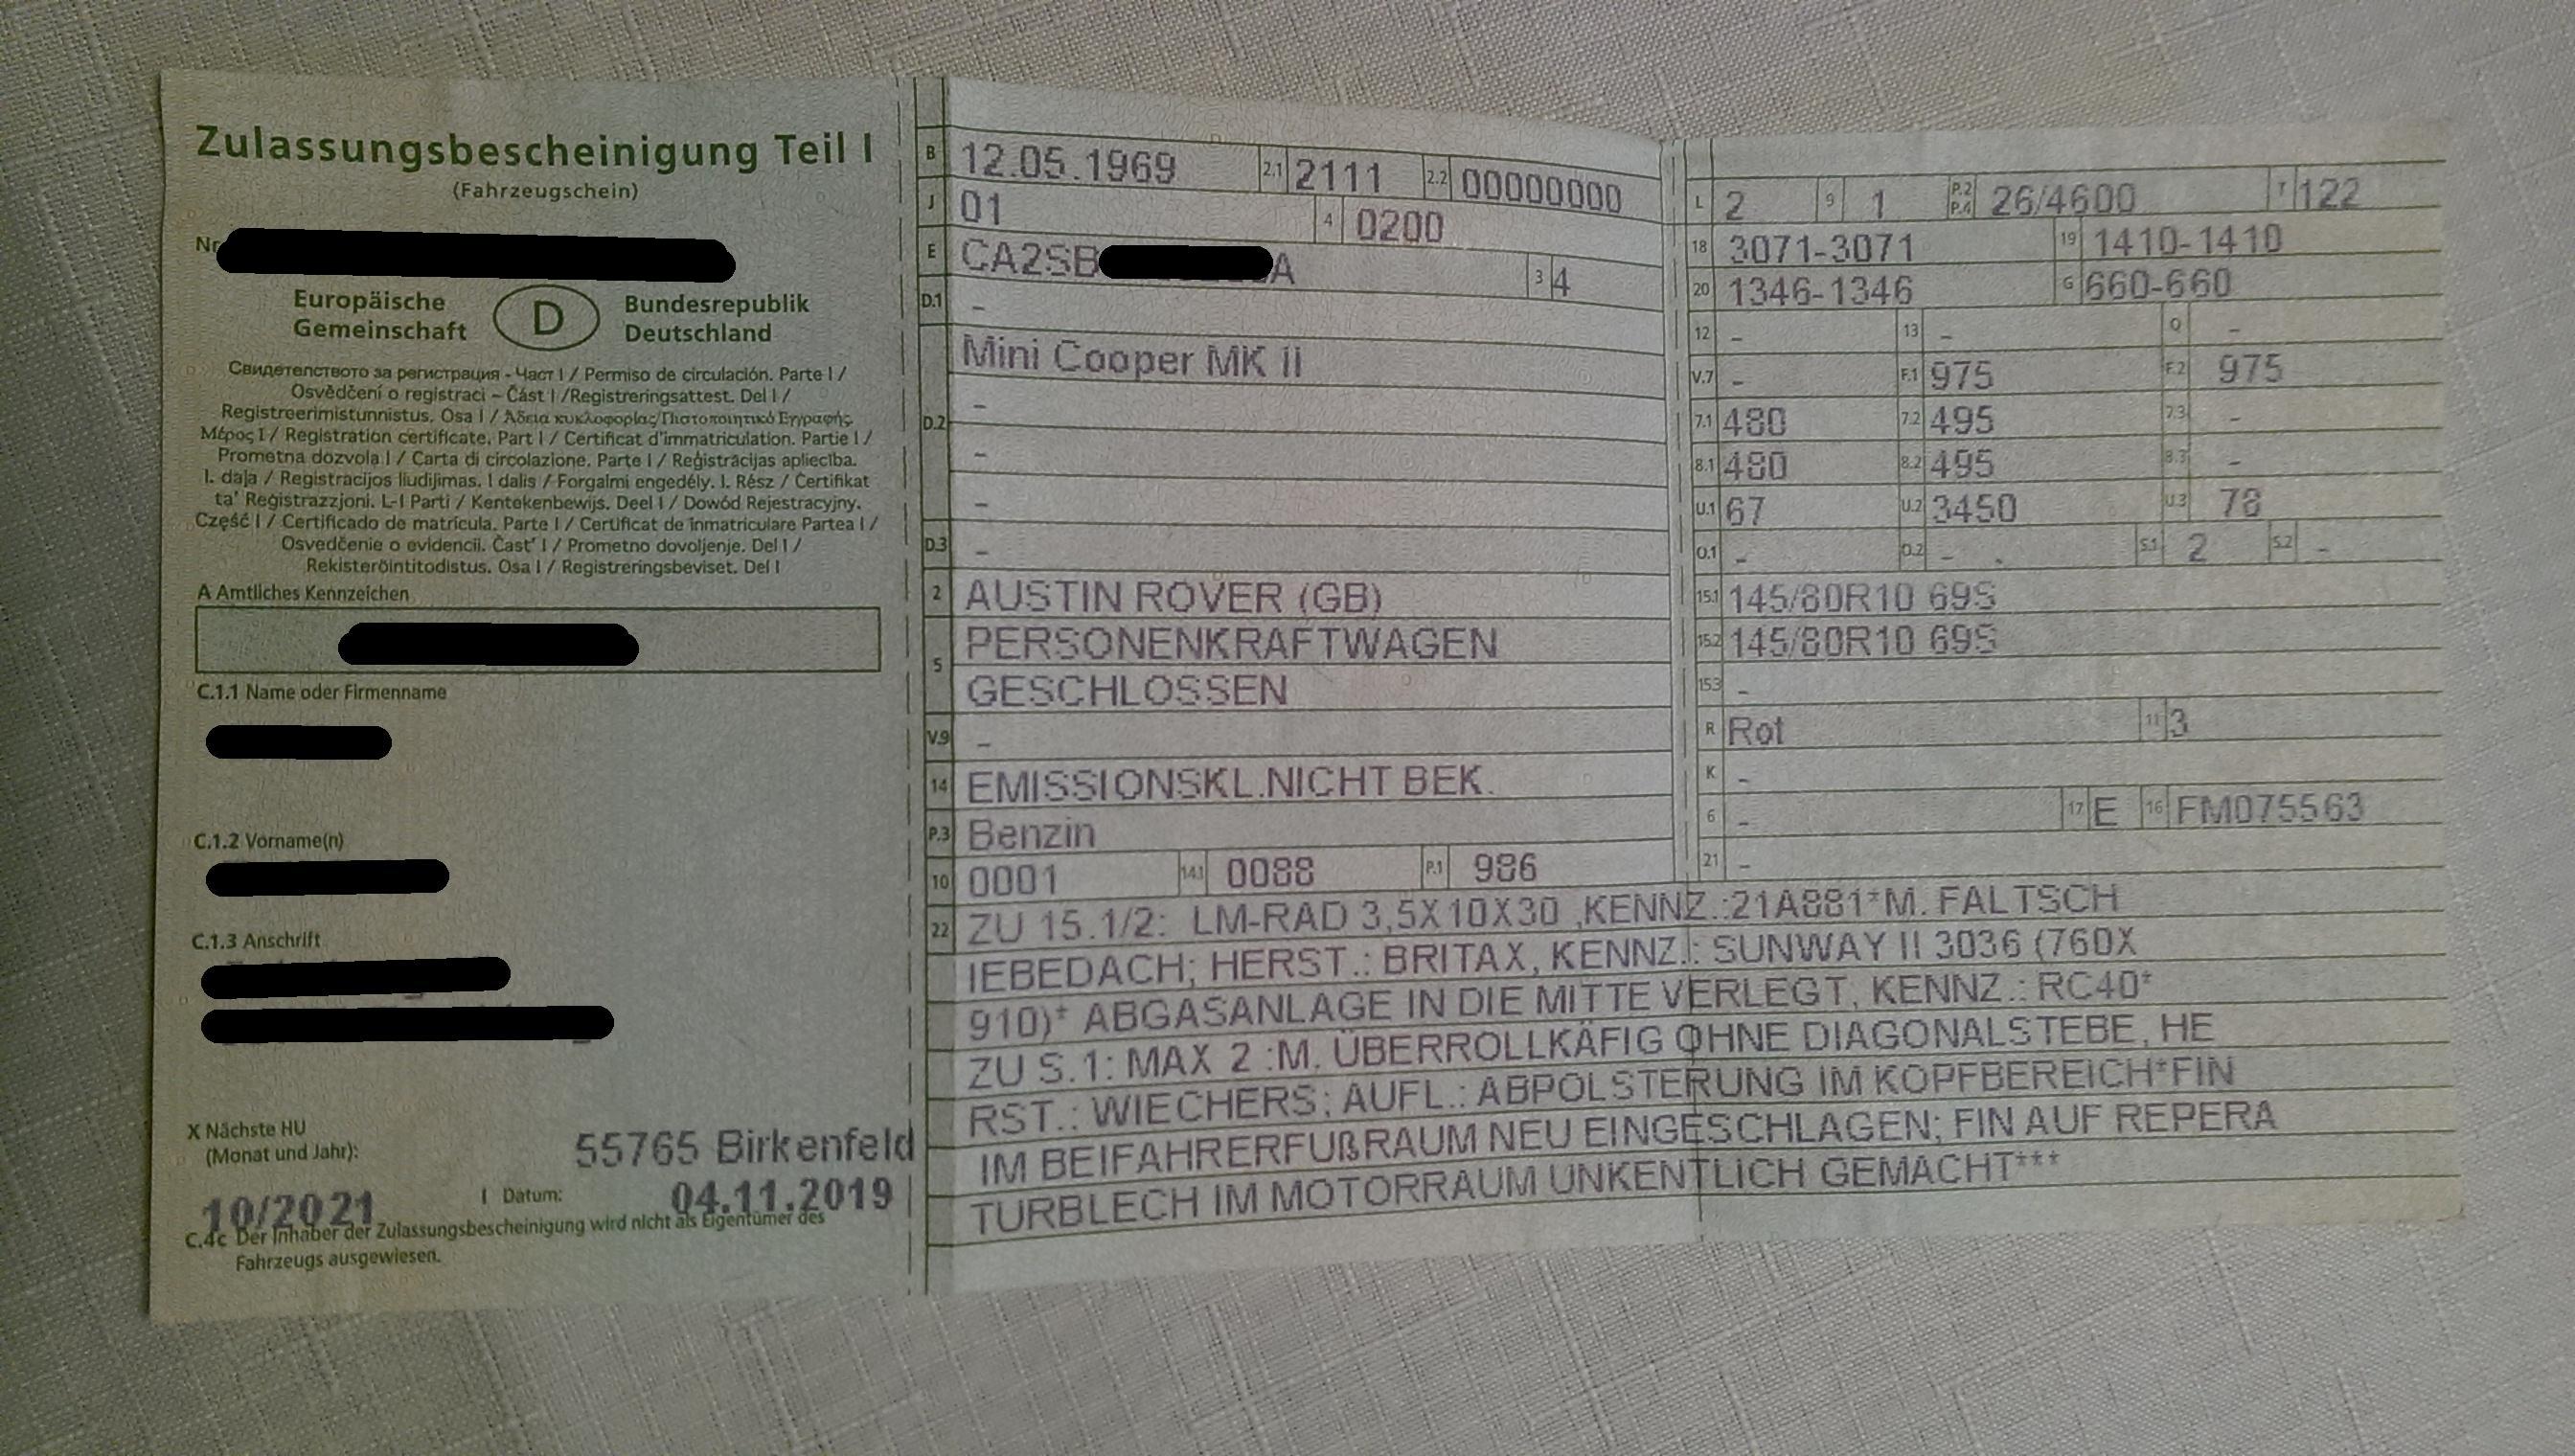 Zulassungsbescheinigung Teil I
(Fahrzeugschein)
Nr
Europäische Gemeinschaft
D
Bundesrepublik Deutschland
Свидетелството за регистрация - Част I / Permiso de circulación. Parte I /
Osvědčení o registraci – Část I /Registreringsattest. Del I /
Registreerimistunnistus. Osa I / Άδεια κυκλοφορίας/Πιστοποιητικό Εγγραφής.
Μέρος I / Registration certificate. Part I / Certificat d'immatriculation. Partie I /
Prometna dozvola I / Carta di circolazione. Parte I / Reģistrācijas apliecība.
I. daļa / Registracijos liudijimas. I dalis / Forgalmi engedély. I. Rész / Ċertifikat
ta' Reġistrazzjoni. L-I Parti / Kentekenbewijs. Deel I / Dowód Rejestracyjny.
Część I / Certificado de matrícula. Parte I / Certificat de înmatriculare Partea I /
Osvedčenie o evidencii. Časť I / Prometno dovoljenje. Del I /
Rekisteröintitodistus. Osa I / Registreringsbeviset. Del I
A Amtliches Kennzeichen
C.1.1 Name oder Firmenname
C.1.2 Vorname(n)
C.1.3 Anschrift
X Nächste HU
(Monat und Jahr):
55765 Birkenfeld
10/2021
I Datum: 04.11.2019
C.4c Der Inhaber der Zulassungsbescheinigung wird nicht als Eigentümer des
Fahrzeugs ausgewiesen.
B 12.05.1969 2.1 2111 2.2 00000000
J 01 4 0200
E CA2SB A 3 4
D.1 -
Mini Cooper MK II
-
D.2 -
-
D.3 -
2 AUSTIN ROVER (GB)
5 PERSONENKRAFTWAGEN
GESCHLOSSEN
V.9 -
14 EMISSIONSKL.NICHT BEK.
P.3 Benzin
10 0001 14.1 0088 P.1 986
L 2 9 1 P.2 P.4 26/4600 T 122
18 3071-3071 19 1410-1410
20 1346-1346 G 660-660
12 - 13 - Q -
V.7 - F.1 975 F.2 975
7.1 480 7.2 495 7.3 -
8.1 480 8.2 495 8.3 -
U.1 67 U.2 3450 U.3 78
O.1 - O.2 - S.1 2 S.2 -
15.1 145/80R10 69S
15.2 145/80R10 69S
15.3 -
R Rot 11 3
K -
6 - 17 E 16 FM075563
21 -
22 ZU 15.1/2: LM-RAD 3,5X10X30 ,KENNZ.:21A881*M. FALTSCH
IEBEDACH; HERST.: BRITAX, KENNZ.: SUNWAY II 3036 (760X
910)* ABGASANLAGE IN DIE MITTE VERLEGT, KENNZ.: RC40*
ZU S.1: MAX 2 :M. ÜBERROLLKÄFIG OHNE DIAGONALSTEBE, HE
RST.: WIECHERS; AUFL.: ABPOLSTERUNG IM KOPFBEREICH*FIN
IM BEIFAHRERFUßRAUM NEU EINGESCHLAGEN; FIN AUF REPERA
TURBLECH IM MOTORRAUM UNKENTLICH GEMACHT***